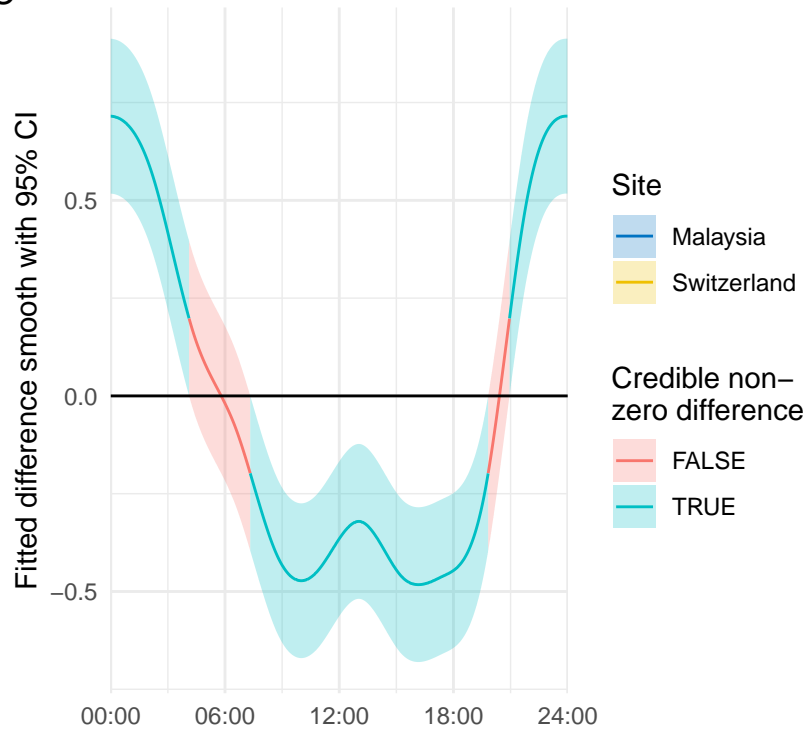 Fitted difference smooth with 95% CI
0.5
0.0
−0.5
00:00 06:00 12:00 18:00 24:00
Site
Malaysia
Switzerland
Credible non−
zero difference
FALSE
TRUE